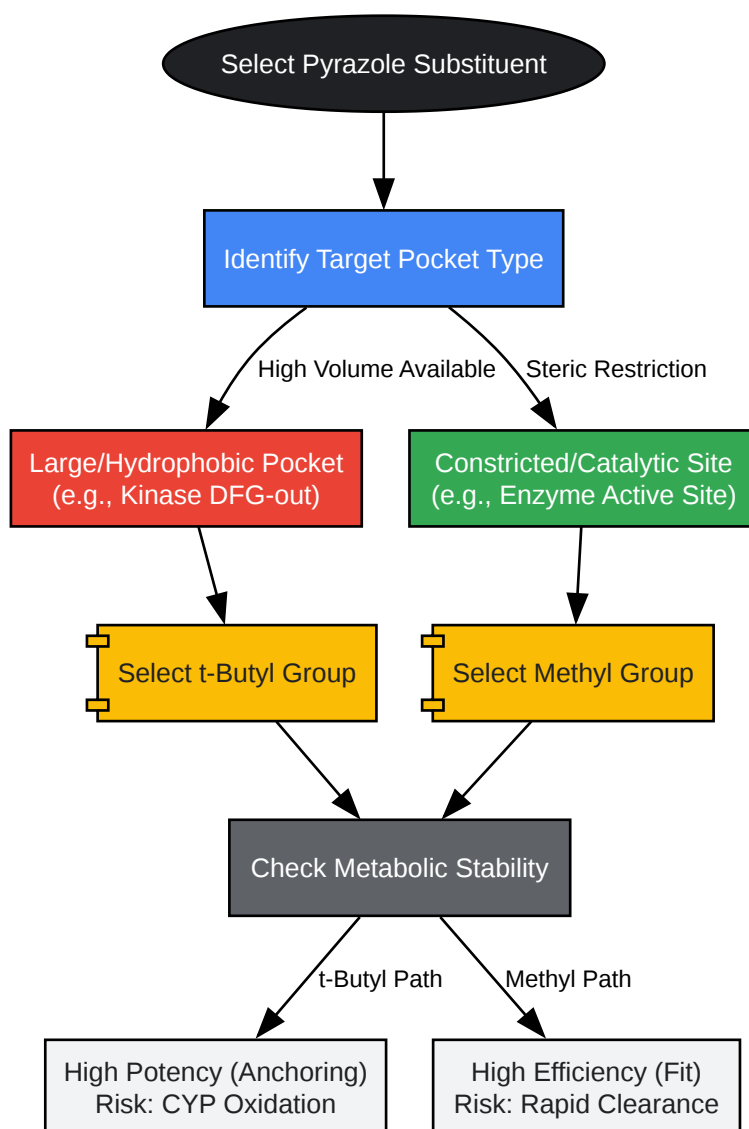 Select Pyrazole Substituent
Identify Target Pocket Type
High Volume Available
Steric Restriction
Large/Hydrophobic Pocket
(e.g., Kinase DFG-out)
Constricted/Catalytic Site
(e.g., Enzyme Active Site)
Select t-Butyl Group
Select Methyl Group
Check Metabolic Stability
t-Butyl Path
Methyl Path
High Potency (Anchoring)
Risk: CYP Oxidation
High Efficiency (Fit)
Risk: Rapid Clearance